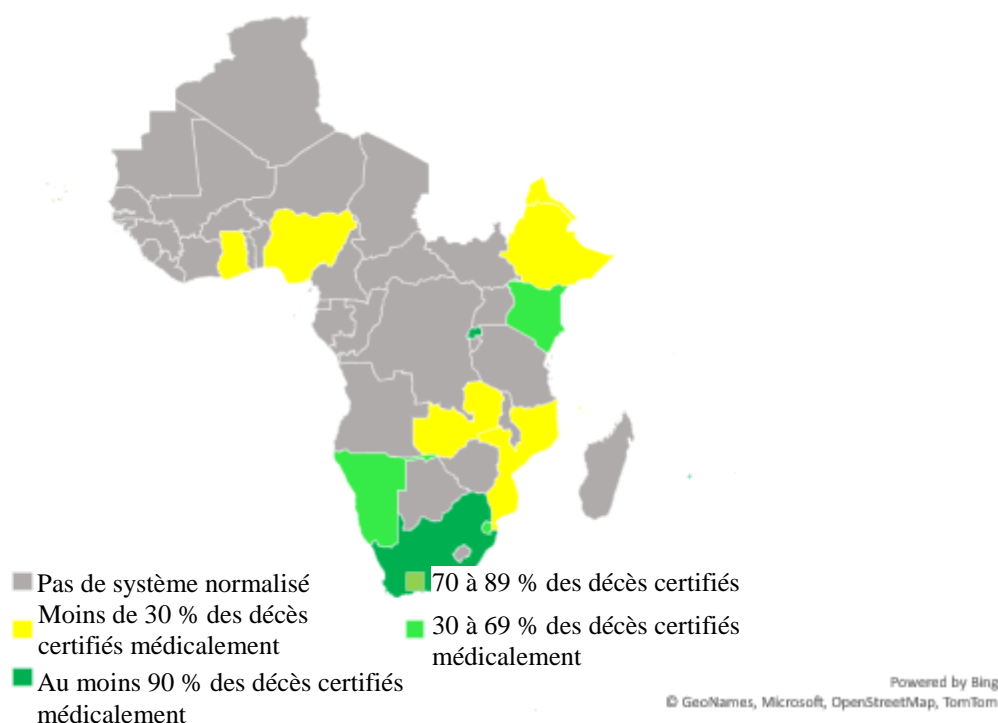 Pas de système normalisé
Moins de 30 % des décès
certifiés médicalement
Au moins 90 % des décès certifiés
médicalement
70 à 89 % des décès certifiés
30 à 69 % des décès certifiés
médicalement
Powered by Bing
© GeoNames, Microsoft, OpenStreetMap, TomTom